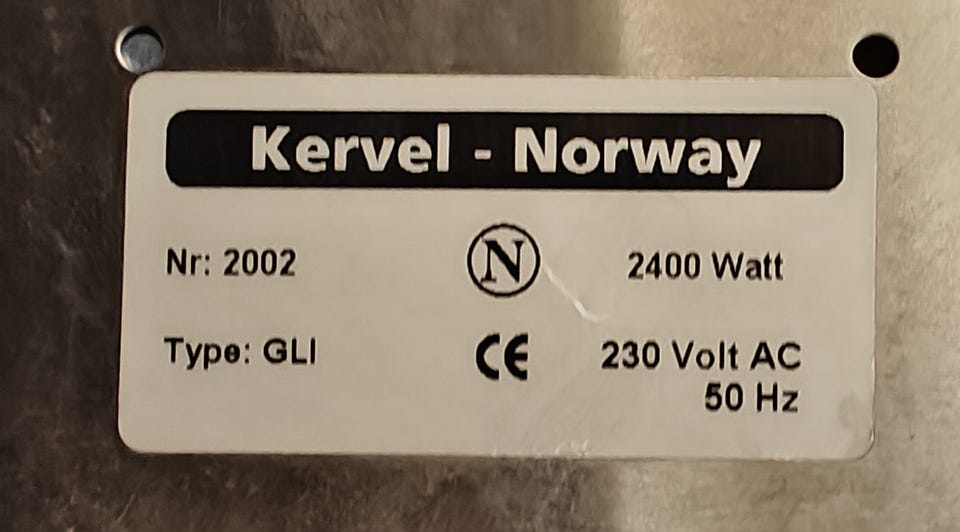 Kervel - Norway
Nr: 2002
N
2400 Watt
Type: GLI
CE
230 Volt AC
50 Hz